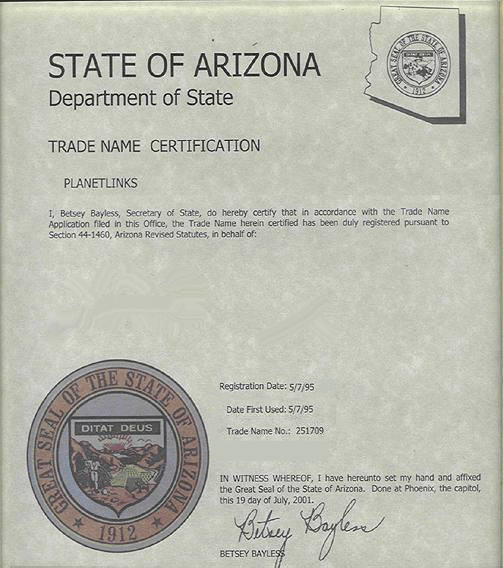 STATE OF ARIZONA
Department of State
GREAT SEAL OF THE STATE OF ARIZONA
1912
TRADE NAME CERTIFICATION
PLANETLINKS
I, Betsey Bayless, Secretary of State, do hereby certify that in accordance with the Trade Name
Application filed in this Office, the Trade Name herein certified has been duly registered pursuant to
Section 44-1460, Arizona Revised Statutes, in behalf of:
GREAT SEAL OF THE STATE OF ARIZONA
DITAT DEUS
1912
Registration Date: 5/7/95
Date First Used: 5/7/95
Trade Name No.: 251709
IN WITNESS WHEREOF, I have hereunto set my hand and affixed
the Great Seal of the State of Arizona. Done at Phoenix, the capitol,
this 19 day of July, 2001.
Betsey Bayless
BETSEY BAYLESS